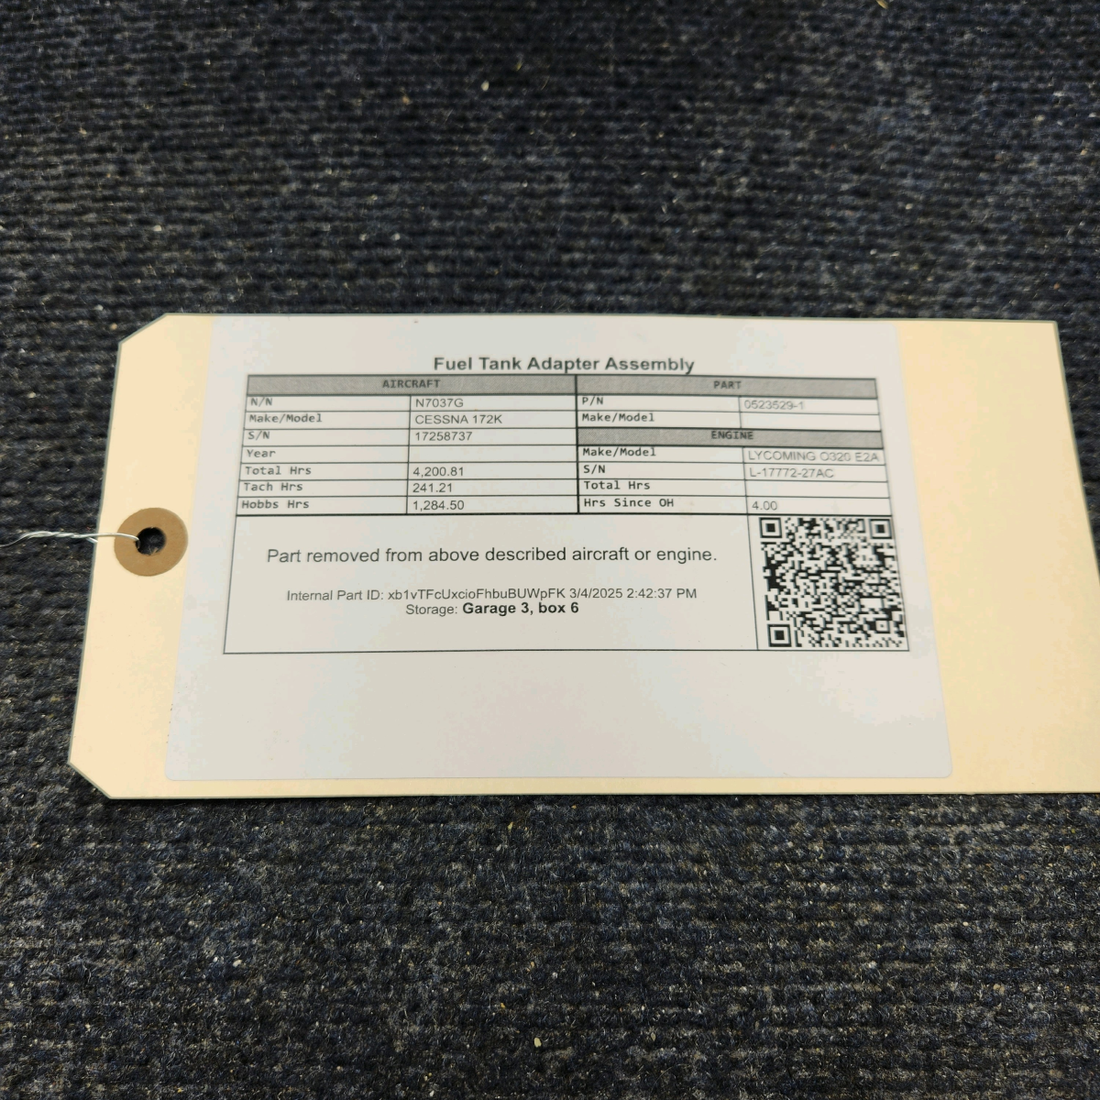 Fuel Tank Adapter Assembly
AIRCRAFT PART
N/N N7037G P/N 0523529-1
Make/Model CESSNA 172K Make/Model
S/N 17258737 ENGINE
Year Make/Model LYCOMING O320 E2A
Total Hrs 4,200.81 S/N L-17772-27AC
Tach Hrs 241.21 Total Hrs
Hobbs Hrs 1,284.50 Hrs Since OH 4.00
Part removed from above described aircraft or engine.
Internal Part ID: xb1vTFcUxcioFhbuBUWpFK 3/4/2025 2:42:37 PM
Storage: Garage 3, box 6